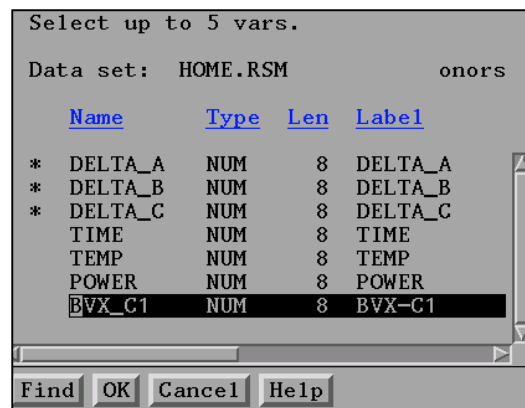 Select up to 5 vars.
Data set: HOME.RSM onors
Name Type Len Label
* DELTA_A NUM 8 DELTA_A
* DELTA_B NUM 8 DELTA_B
* DELTA_C NUM 8 DELTA_C
TIME NUM 8 TIME
TEMP NUM 8 TEMP
POWER NUM 8 POWER
BVX_C1 NUM 8 BVX-C1
Find OK Cancel Help